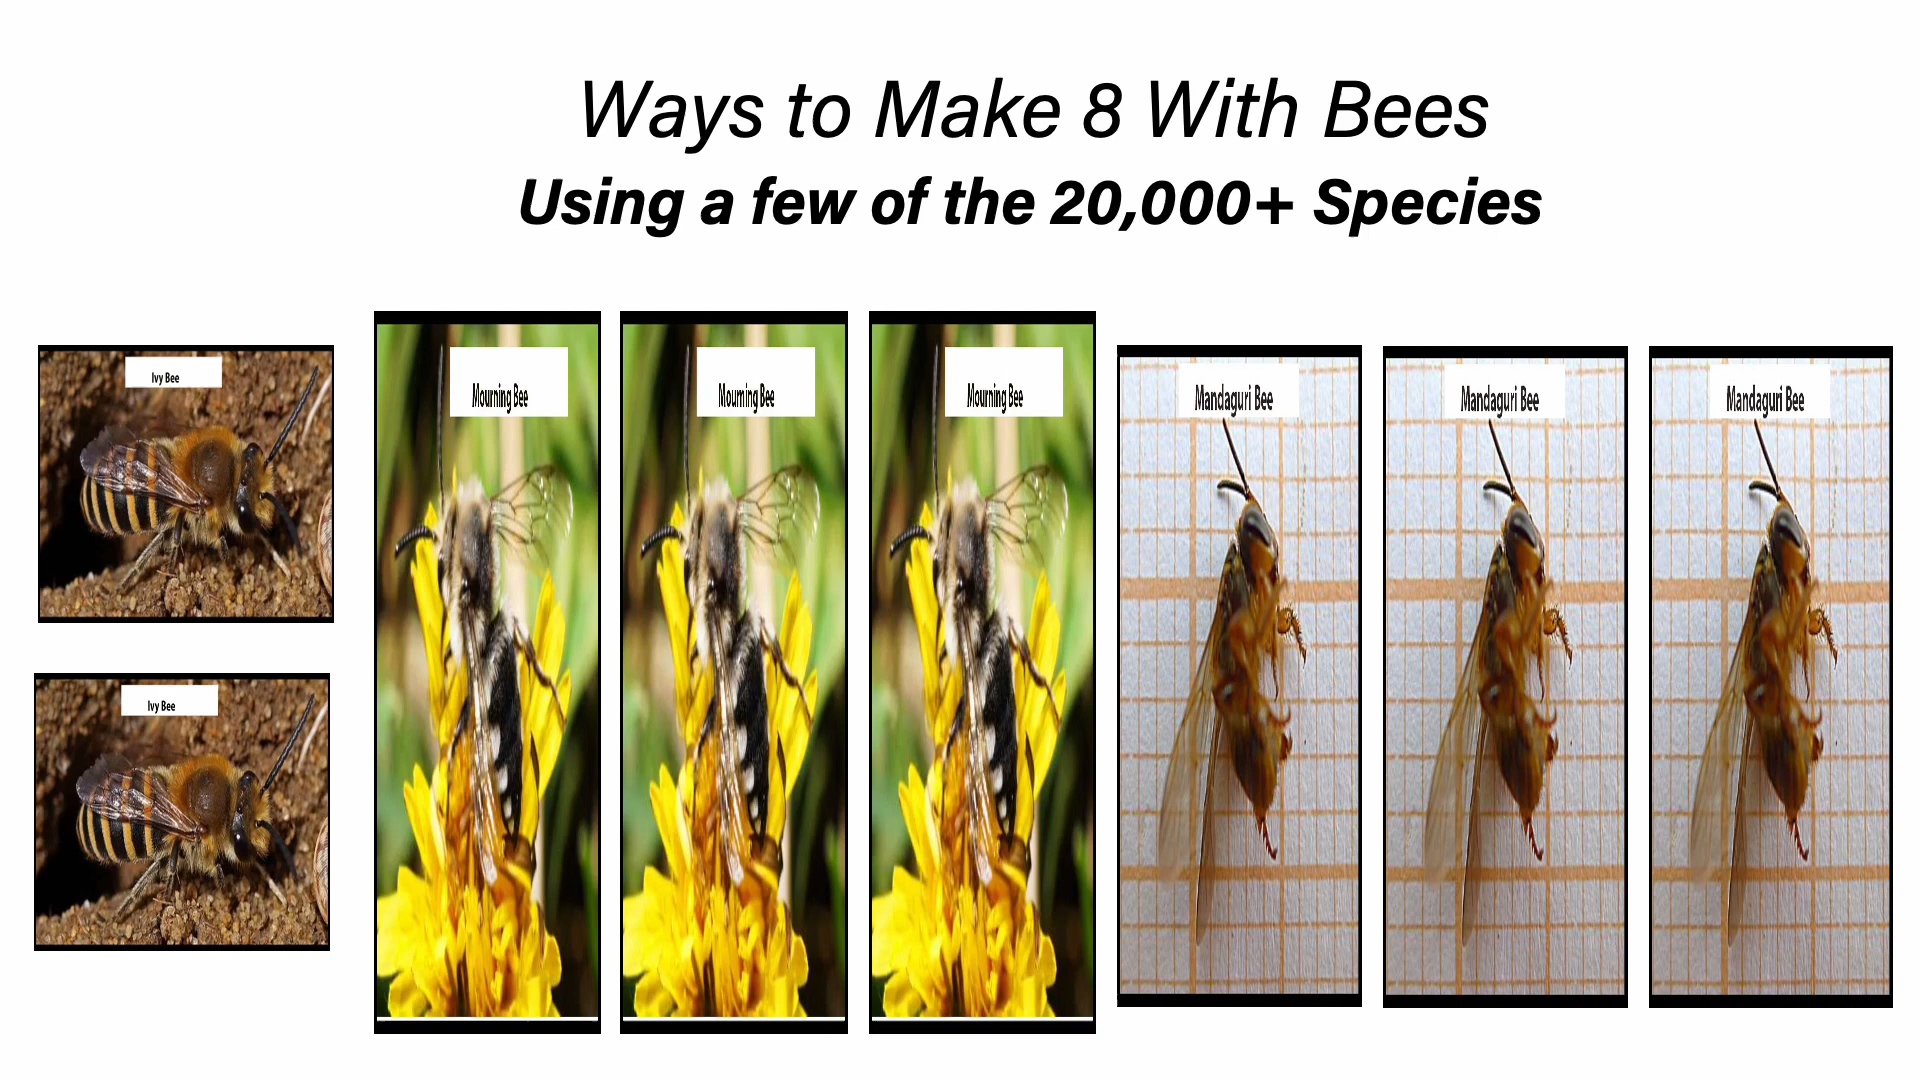 Ways to Make 8 With Bees
Using a few of the 20,000+ Species
Ivy Bee
Ivy Bee
Mourning Bee
Mourning Bee
Mourning Bee
Mandaguri Bee
Mandaguri Bee
Mandaguri Bee